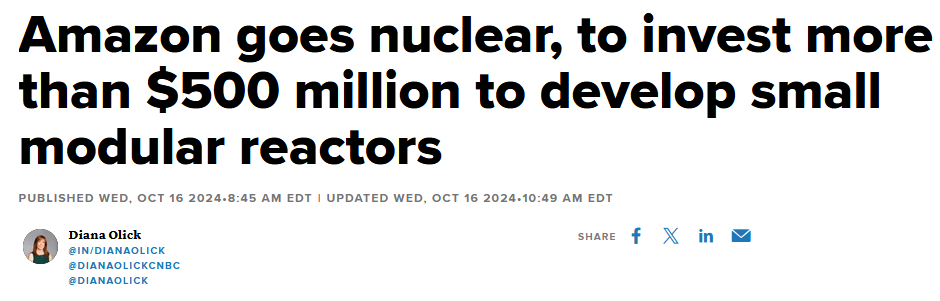 Amazon goes nuclear, to invest more
than $500 million to develop small
modular reactors
PUBLISHED WED, OCT 16 2024•8:45 AM EDT | UPDATED WED, OCT 16 2024•10:49 AM EDT
Diana Olick
@IN/DIANAOLICK
@DIANAOLICKCNBC
@DIANAOLICK
SHARE